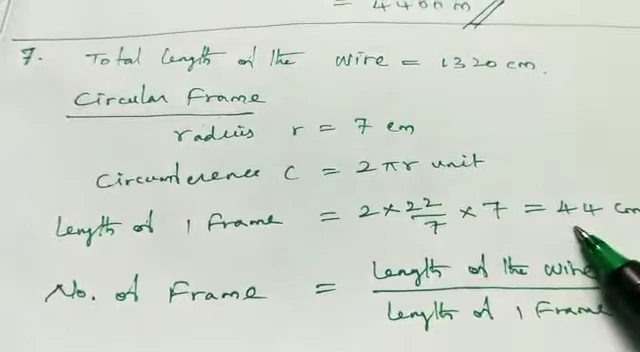 = 4400 m
7. Total length of the wire = 1320 cm.
Circular Frame
radius r = 7 cm
Circumference C = 2πr unit
Length of 1 Frame = 2 × 22/7 × 7 = 44 cm
No. of Frame = Length of the wire / Length of 1 Frame